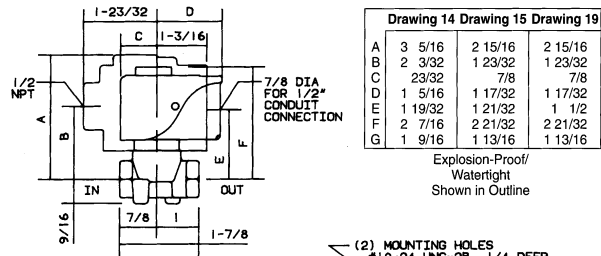 1-23/32 D
C 1-3/16
1/2
NPT
A
B
7/8 DIA
FOR 1/2"
CONDUIT
CONNECTION
E
F
IN OUT
9/16
7/8 1
1-7/8
(2) MOUNTING HOLES
Drawing 14 Drawing 15 Drawing 19
A 3 5/16 2 15/16 2 15/16
B 2 3/32 1 23/32 1 23/32
C 23/32 7/8 7/8
D 1 5/16 1 17/32 1 17/32
E 1 19/32 1 21/32 1 1/2
F 2 7/16 2 21/32 2 21/32
G 1 9/16 1 13/16 1 13/16
Explosion-Proof/
Watertight
Shown in Outline